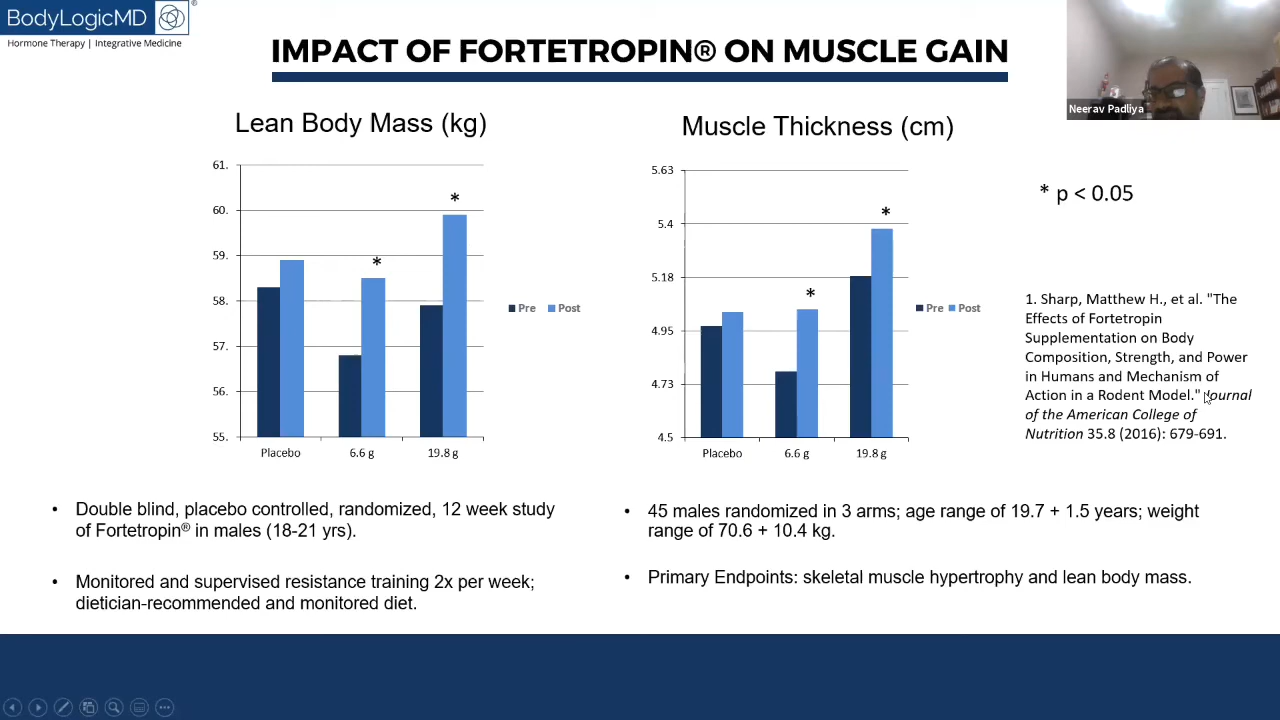 BodyLogicMD
®
Hormone Therapy | Integrative Medicine
IMPACT OF FORTETROPIN® ON MUSCLE GAIN
Neerav Padliya
Lean Body Mass (kg)
61.
60.
59.
58.
57.
56.
55.
*
*
Placebo
6.6 g
19.8 g
Pre
Post
Muscle Thickness (cm)
5.63
5.4
5.18
4.95
4.73
4.5
*
*
Placebo
6.6 g
19.8 g
Pre
Post
* p < 0.05
1. Sharp, Matthew H., et al. "The
Effects of Fortetropin
Supplementation on Body
Composition, Strength, and Power
in Humans and Mechanism of
Action in a Rodent Model." Journal
of the American College of
Nutrition 35.8 (2016): 679-691.
• Double blind, placebo controlled, randomized, 12 week study
of Fortetropin® in males (18-21 yrs).
• Monitored and supervised resistance training 2x per week;
dietician-recommended and monitored diet.
• 45 males randomized in 3 arms; age range of 19.7 + 1.5 years; weight
range of 70.6 + 10.4 kg.
• Primary Endpoints: skeletal muscle hypertrophy and lean body mass.